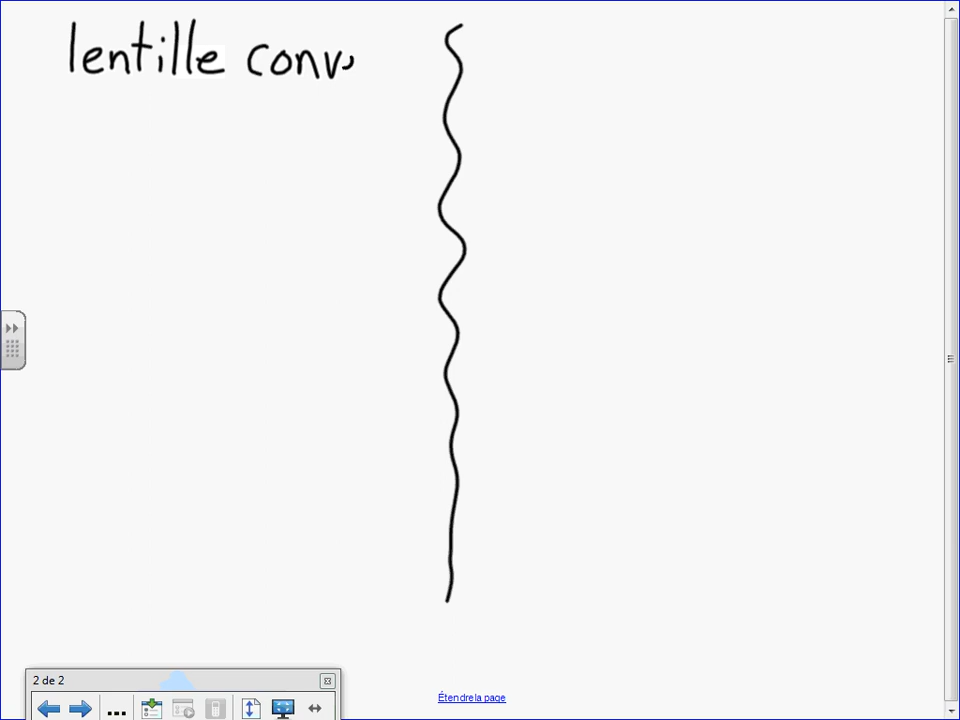 lentille conv
2 de 2
...
Étendre la page